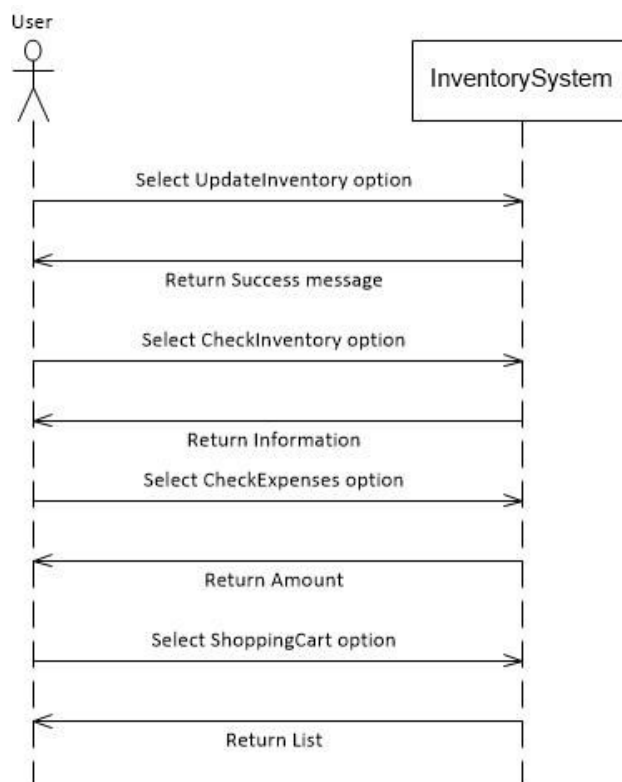 User
InventorySystem
Select UpdateInventory option
Return Success message
Select CheckInventory option
Return Information
Select CheckExpenses option
Return Amount
Select ShoppingCart option
Return List